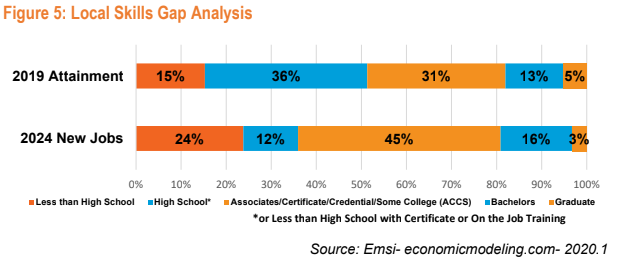 Figure 5: Local Skills Gap Analysis
2019 Attainment 15% 36% 31% 13% 5%
2024 New Jobs 24% 12% 45% 16% 3%
0% 10% 20% 30% 40% 50% 60% 70% 80% 90% 100%
Less than High School High School* Associates/Certificate/Credential/Some College (ACCS) Bachelors Graduate
*or Less than High School with Certificate or On the Job Training
Source: Emsi- economicmodeling.com- 2020.1